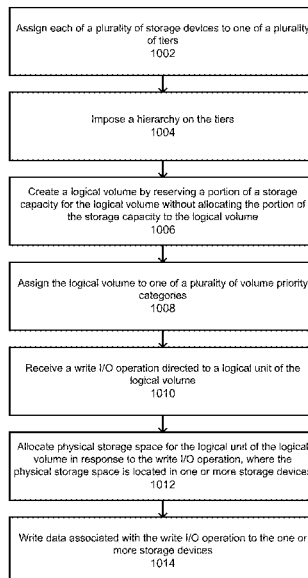 Assign each of a plurality of storage devices to one of a plurality
of tiers
1002
Impose a hierarchy on the tiers
1004
Create a logical volume by reserving a portion of a storage
capacity for the logical volume without allocating the portion
of the storage capacity to the logical volume
1006
Assign the logical volume to one of a plurality of volume priority
categories
1008
Receive a write I/O operation directed to a logical unit of the
logical volume
1010
Allocate physical storage space for the logical unit of the logical
volume in response to the write I/O operation, where the
physical storage space is located in one or more storage devices
1012
Write data associated with the write I/O operation to the one or
more storage devices
1014